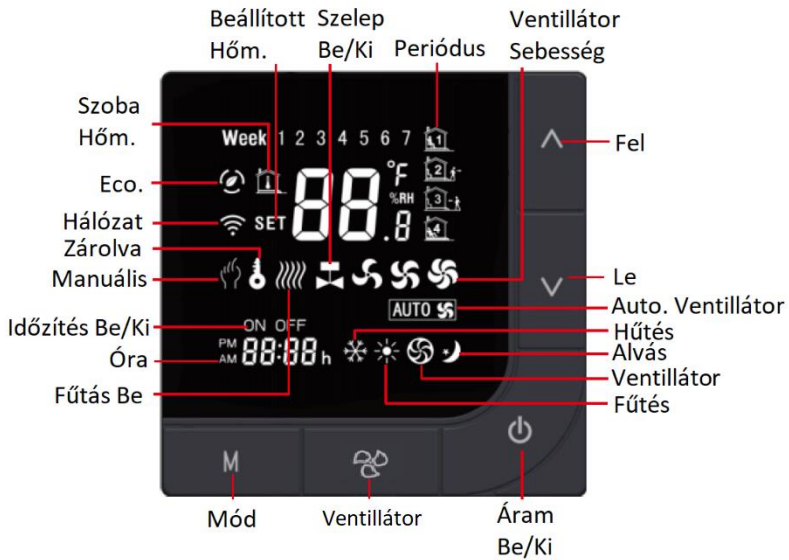 Beállított
Hőm.
Szelep
Be/Ki
Periódus
Ventillátor
Sebesség
Szoba
Hőm.
Week 1 2 3 4 5 6 7
1
Fel
Eco.
88
°F
2
%RH
3
Hálózat
SET
.8
4
Zárolva
Manuális
Le
AUTO
Auto. Ventillátor
Időzítés Be/Ki
ON OFF
Hűtés
Óra
PM
AM
88:88 h
Alvás
Ventillátor
Fűtás Be
Fűtés
M
Mód
Ventillátor
Áram
Be/Ki